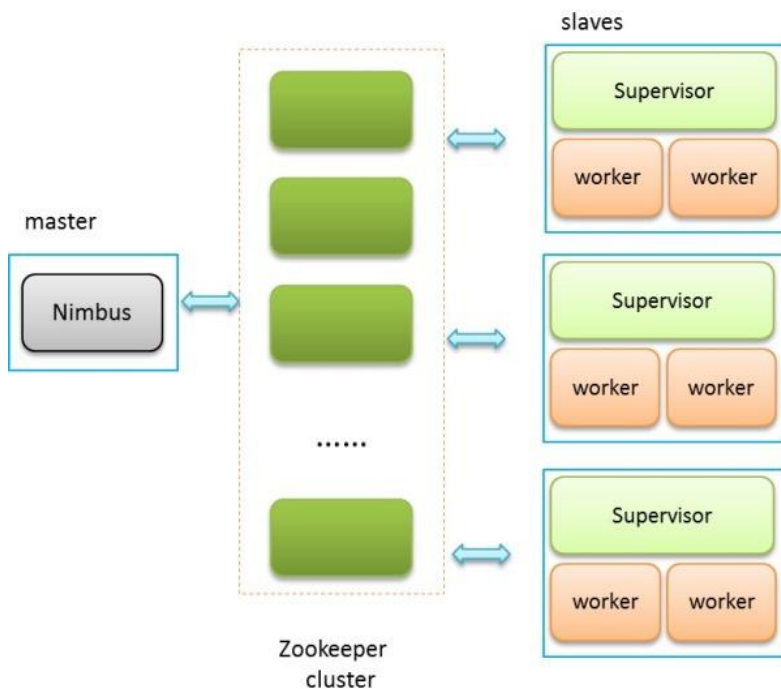 master
Nimbus
......
Zookeeper
cluster
slaves
Supervisor
worker worker
Supervisor
worker worker
Supervisor
worker worker